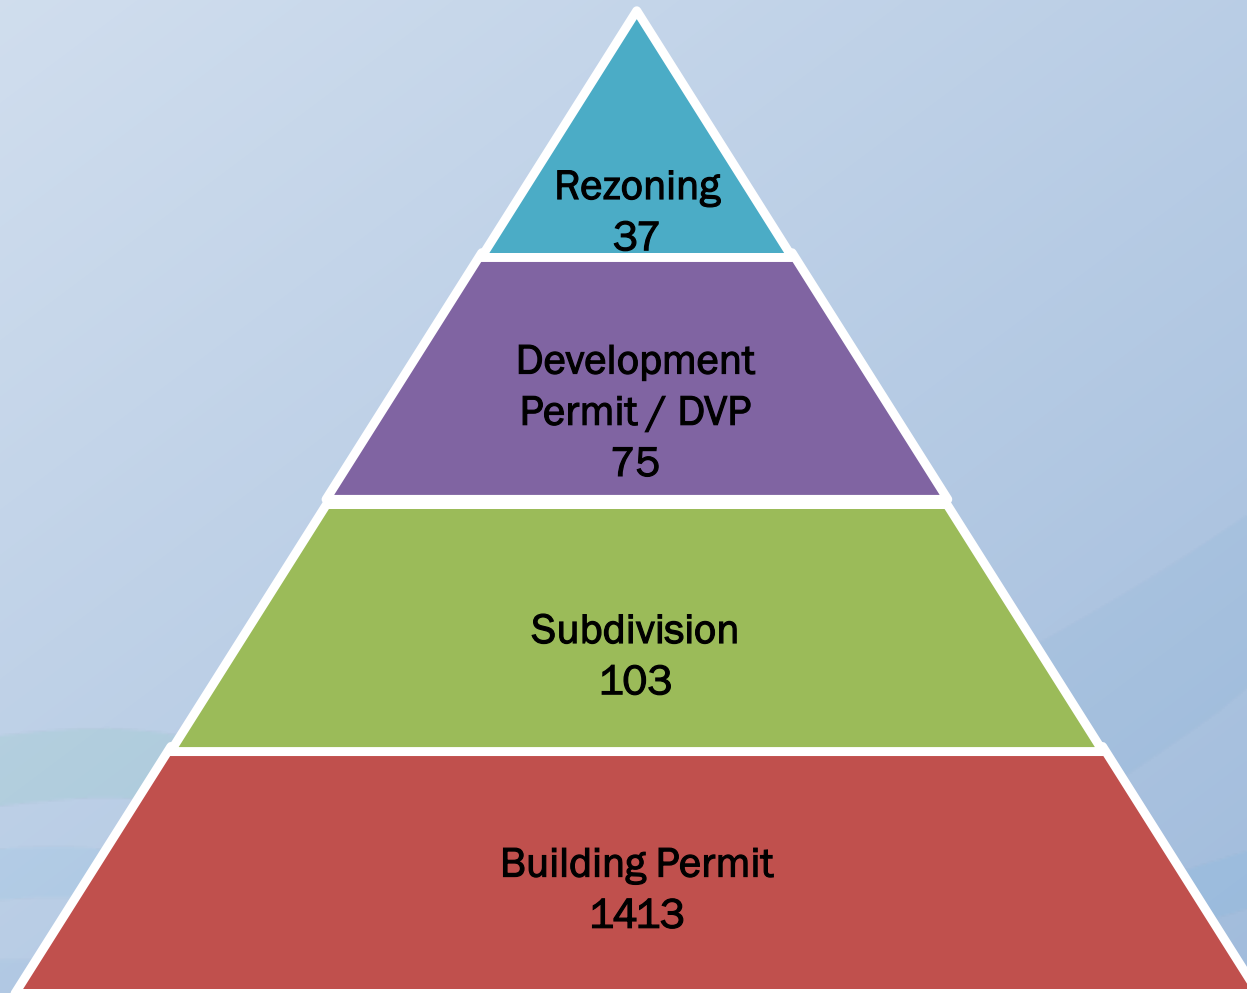 Rezoning
37
Development
Permit / DVP
75
Subdivision
103
Building Permit
1413